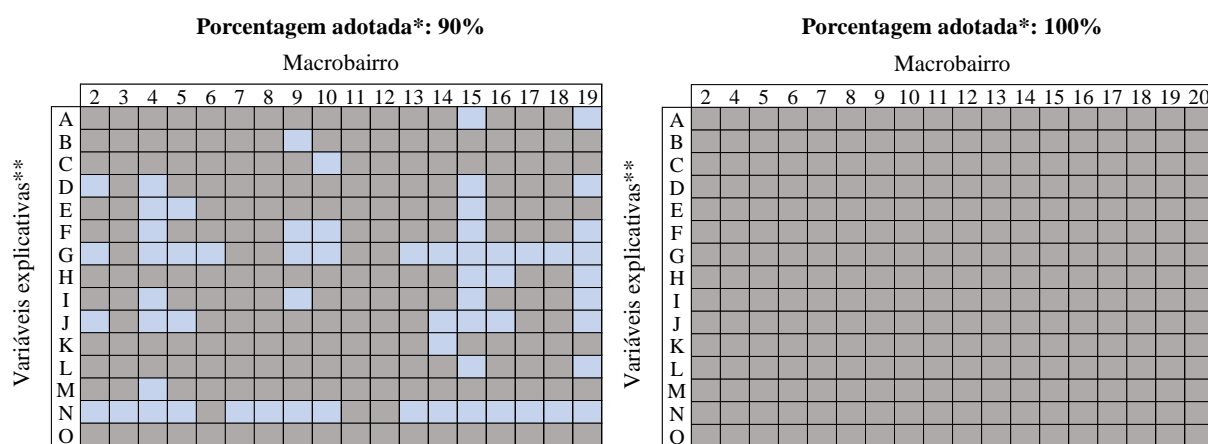 Porcentagem adotada*: 90%
Macrobairro
2 3 4 5 6 7 8 9 10 11 12 13 14 15 16 17 18 19
Variáveis explicativas**
A
B
C
D
E
F
G
H
I
J
K
L
M
N
O
Porcentagem adotada*: 100%
Macrobairro
2 4 5 6 7 8 9 10 11 12 13 14 15 16 17 18 19 20
Variáveis explicativas**
A
B
C
D
E
F
G
H
I
J
K
L
M
N
O